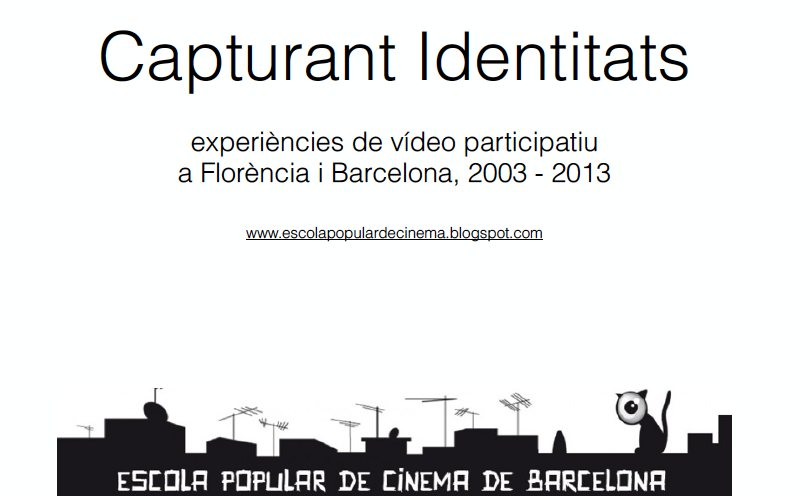 Capturant Identitats
experiències de vídeo participatiu
a Florència i Barcelona, 2003 - 2013
www.escolapopulardecinema.blogspot.com
ESCOLA POPULAR DE CINEMA DE BARCELONA